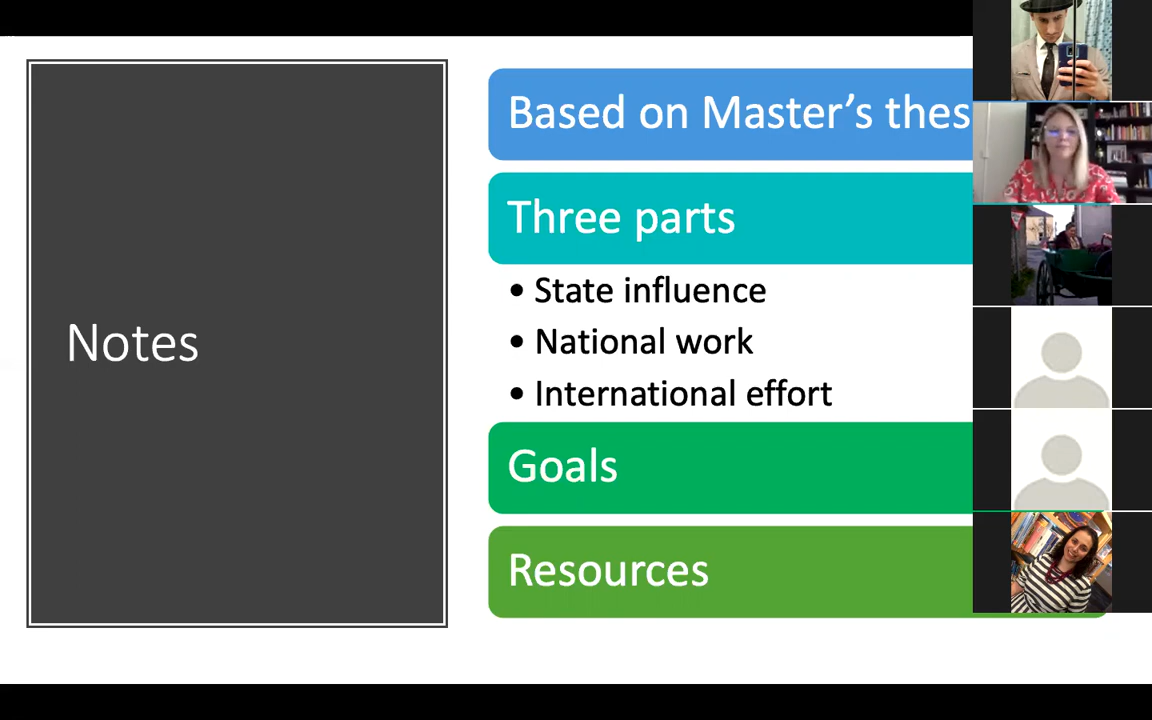 Notes
Based on Master's thes
Three parts
• State influence
• National work
• International effort
Goals
Resources